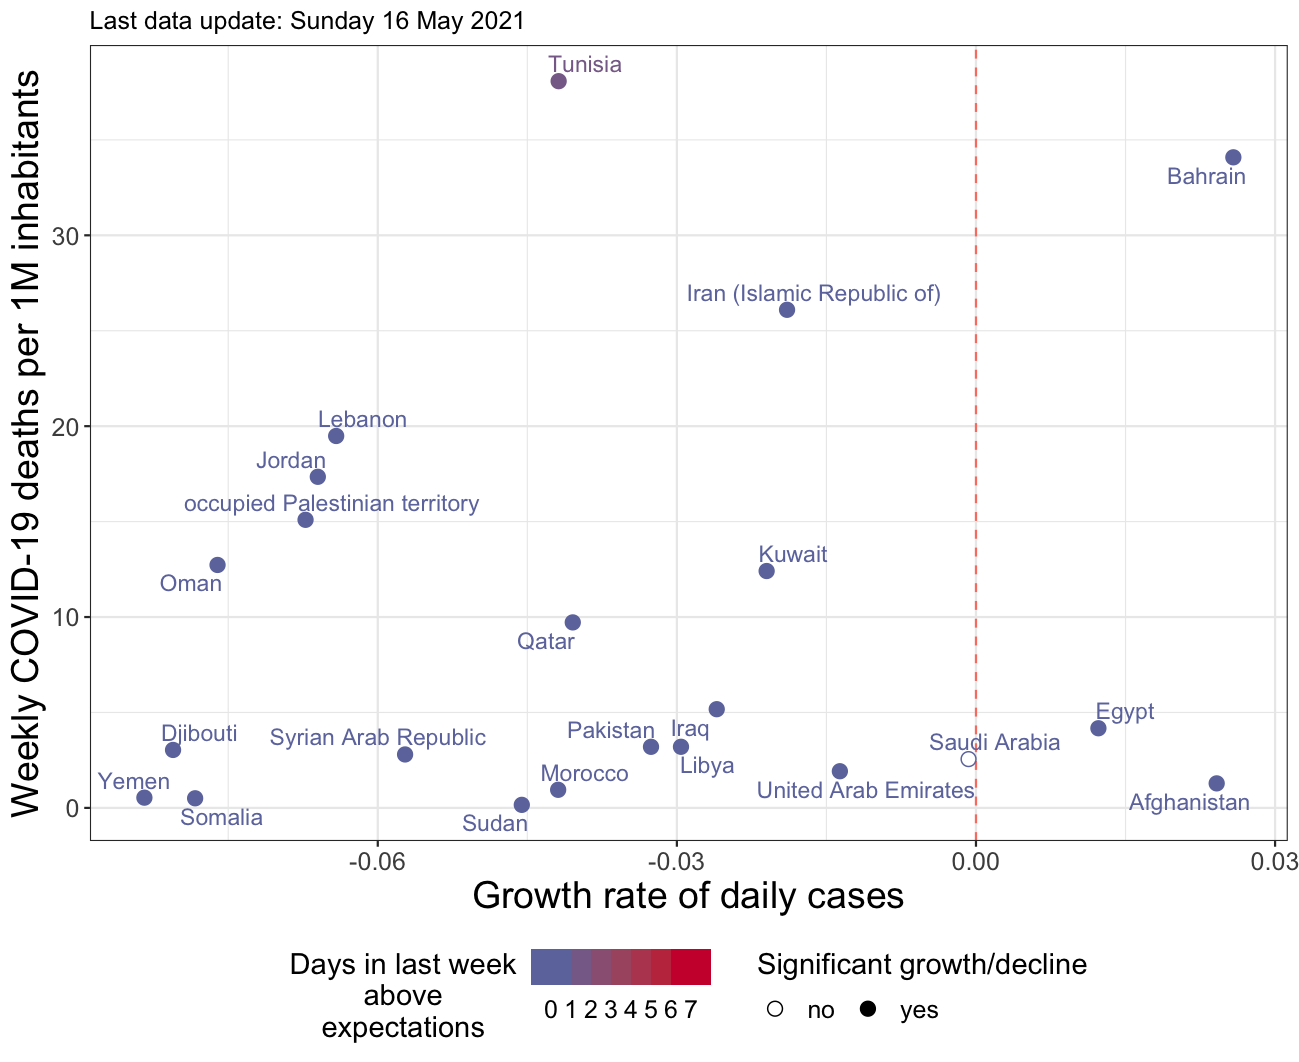 Last data update: Sunday 16 May 2021
Weekly COVID-19 deaths per 1M inhabitants
30
20
10
0
Tunisia
Bahrain
Iran (Islamic Republic of)
Lebanon
Jordan
occupied Palestinian territory
Kuwait
Oman
Qatar
Egypt
Pakistan
Iraq
Djibouti
Syrian Arab Republic
Saudi Arabia
Libya
Morocco
Yemen
United Arab Emirates
Afghanistan
Somalia
Sudan
-0.06
-0.03
0.00
0.03
Growth rate of daily cases
Days in last week
above
expectations
0 1 2 3 4 5 6 7
Significant growth/decline
no
yes